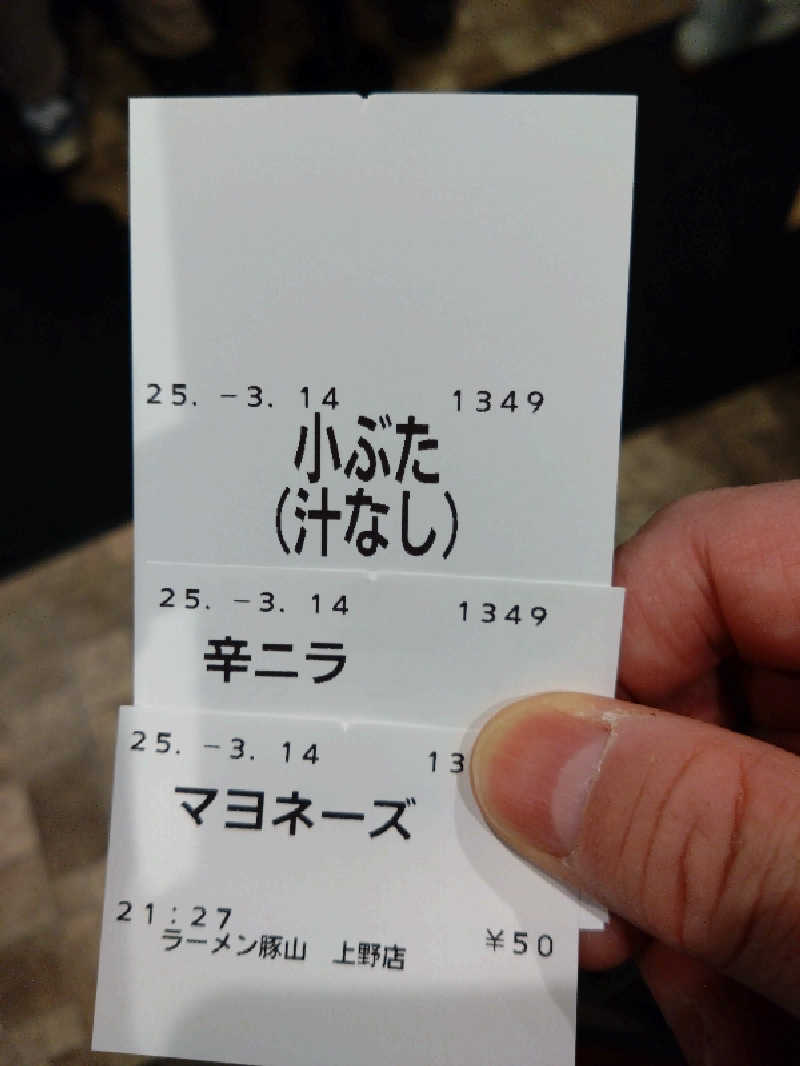 25. -3. 14 1349
小ぶた
(汁なし)
25. -3. 14 1349
辛ニラ
25. -3. 14 13
マヨネーズ
21:27
ラーメン豚山 上野店 ¥50